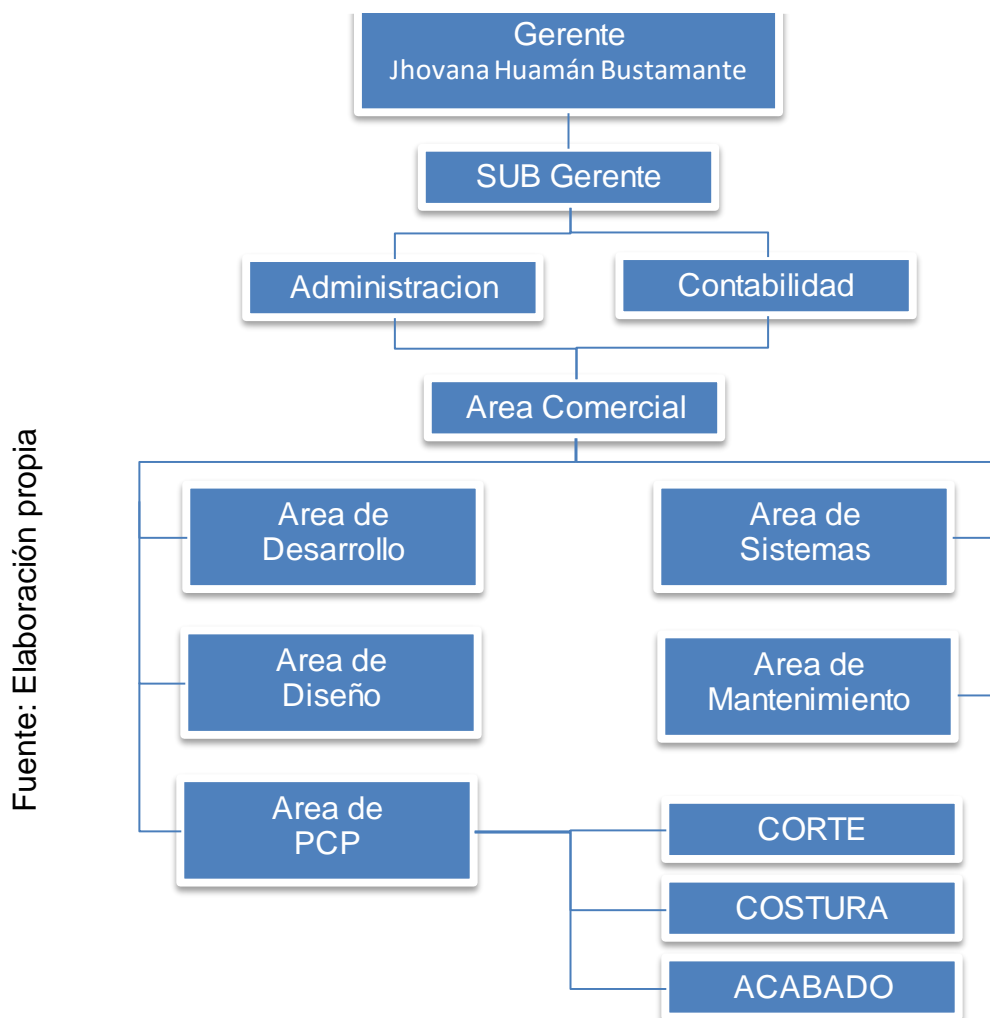 Gerente
Jhovana Huamán Bustamante
SUB Gerente
Administracion
Contabilidad
Area Comercial
Area de
Desarrollo
Area de
Sistemas
Area de
Diseño
Area de
Mantenimiento
Area de
PCP
CORTE
COSTURA
ACABADO
Fuente: Elaboración propia